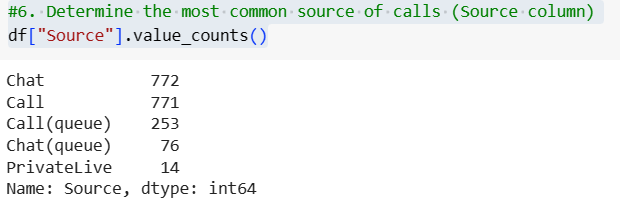 #6. Determine the most common source of calls (Source column)
df["Source"].value_counts()
Chat 772
Call 771
Call(queue) 253
Chat(queue) 76
PrivateLive 14
Name: Source, dtype: int64